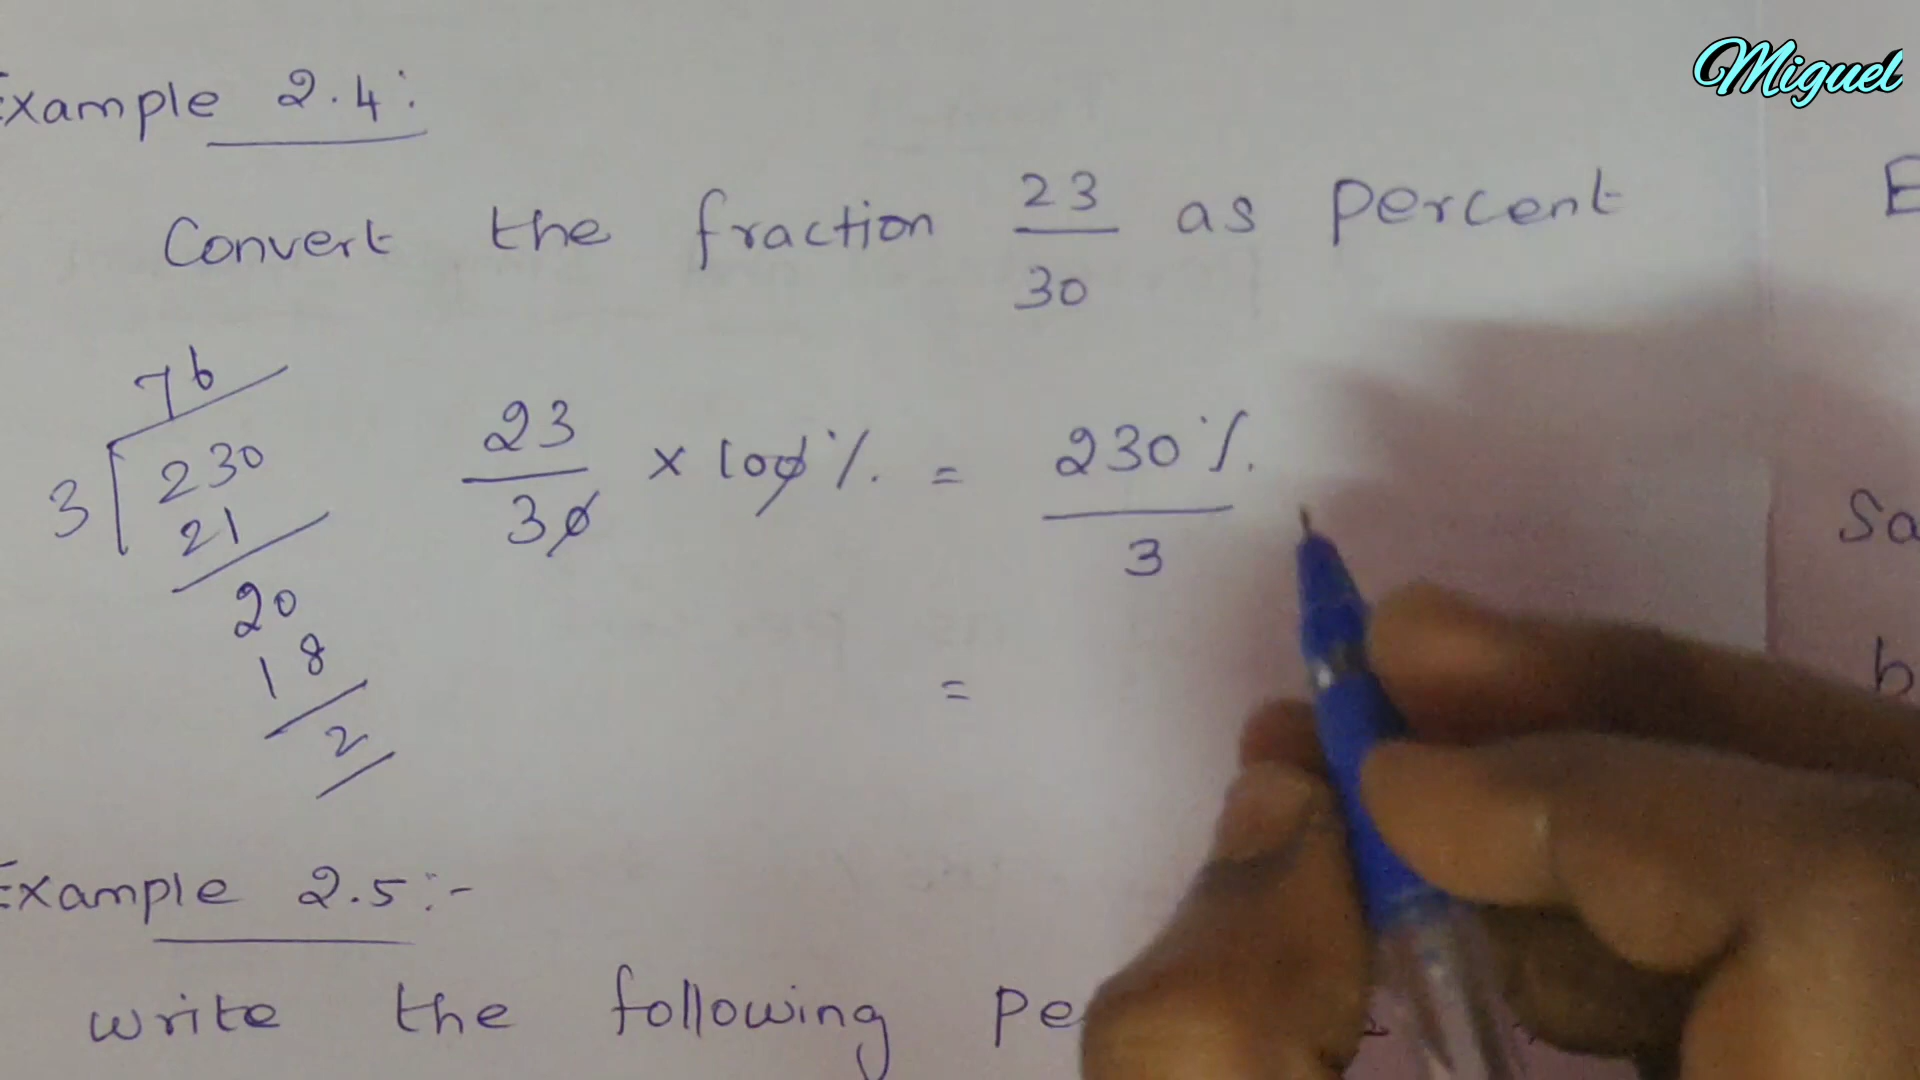 Miguel
Example 2.4:
Convert the fraction 23/30 as percent
E
76
3 230
21
20
18
2
23/30 x 100% = 230%/3
=
Sa
b
Example 2.5:-
write the following pe